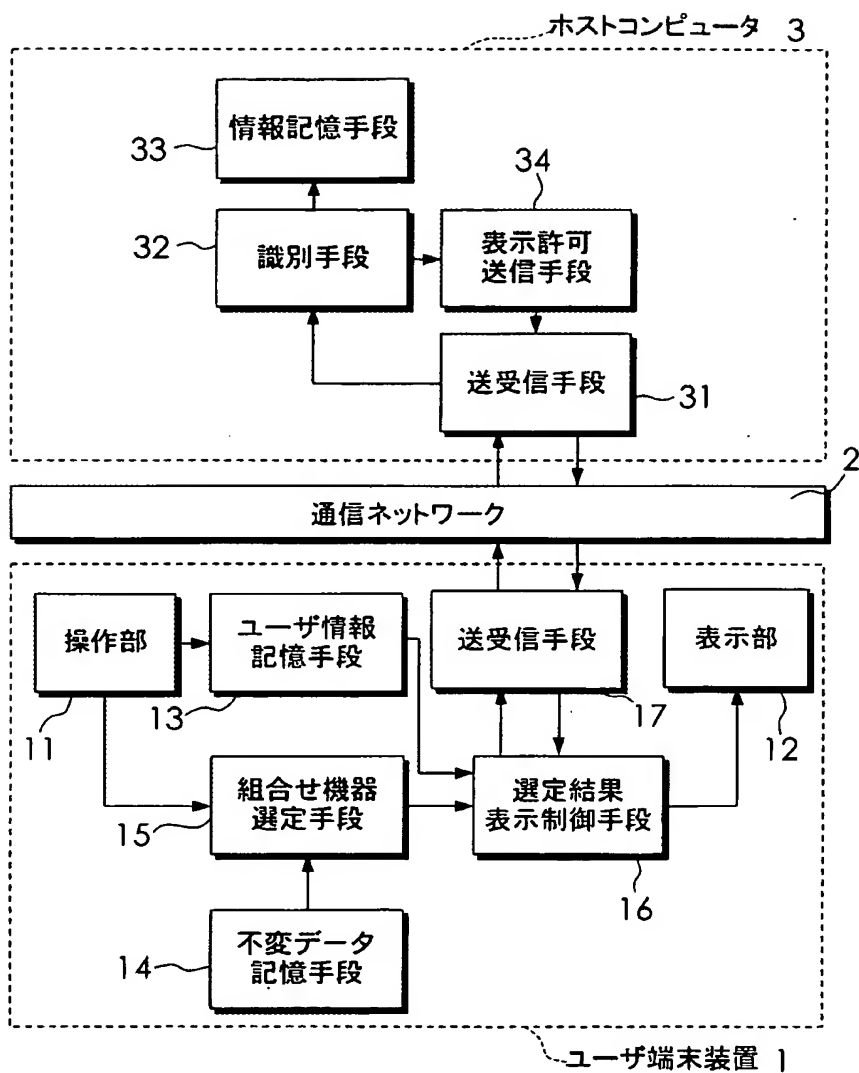 ホストコンピュータ 3
情報記憶手段
33
34
32
識別手段
表示許可
送信手段
送受信手段
31
2
通信ネットワーク
操作部
ユーザ情報
記憶手段
送受信手段
表示部
11
13
17
12
組合せ機器
選定手段
15
選定結果
表示制御手段
16
不変データ
記憶手段
14
ユーザ端末装置 1